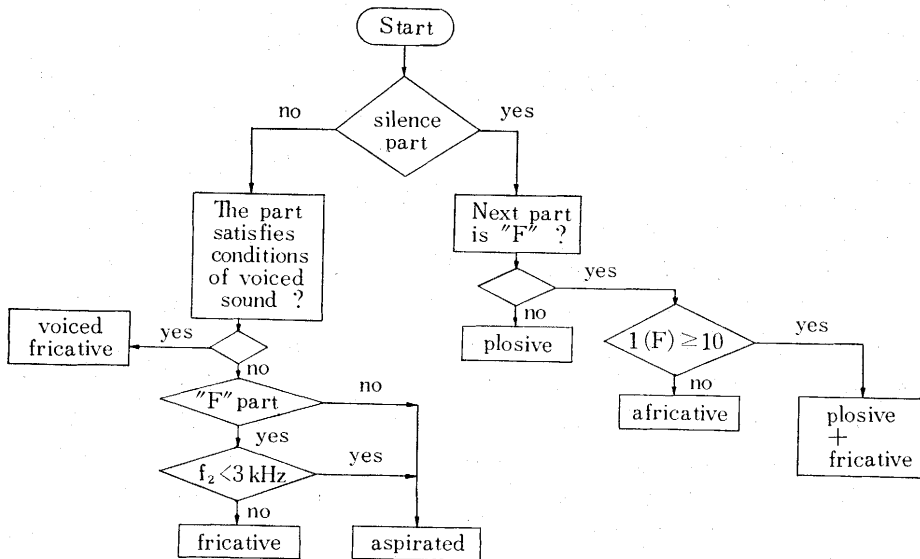 Start
silence
part
no
yes
The part
satisfies
conditions
of voiced
sound ?
Next part
is "F" ?
yes
no
plosive
voiced
fricative
yes
no
1 (F) ≥ 10
yes
no
africative
plosive
+
fricative
"F" part
no
yes
f₂ < 3 kHz
yes
no
fricative
aspirated